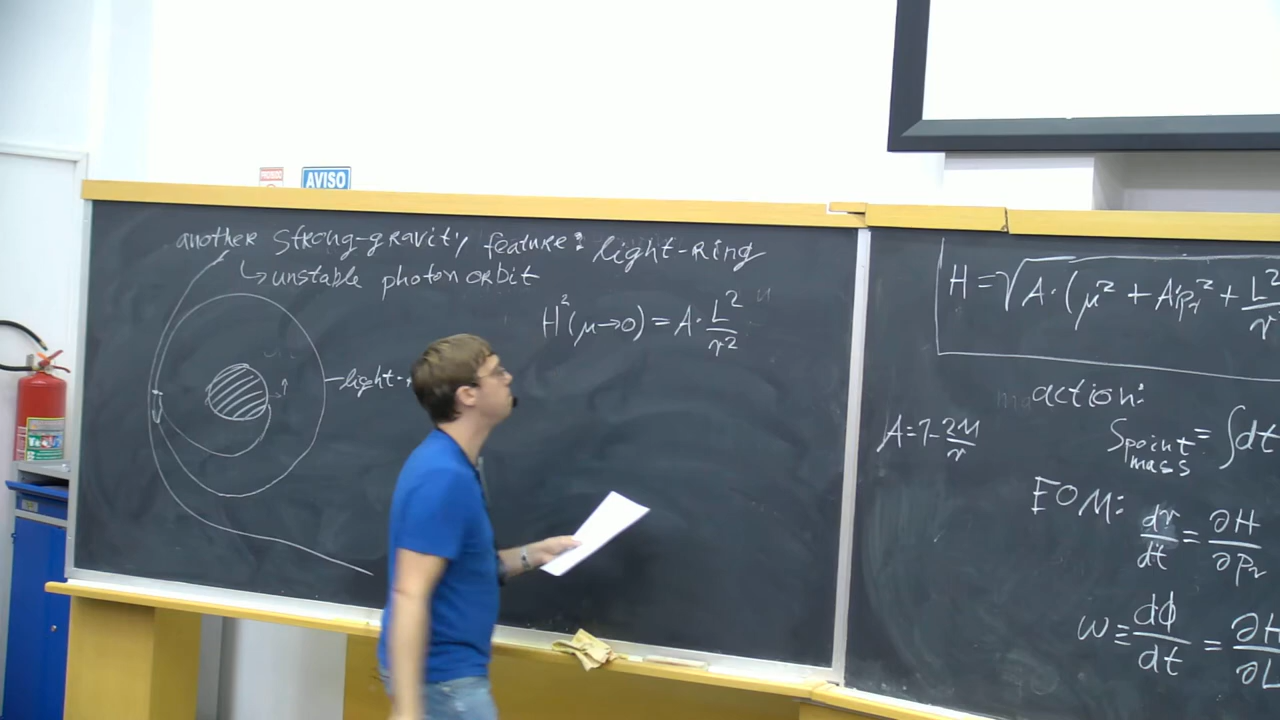 AVISO
another strong-gravity feature: light-ring
↳ unstable photon orbit
H²(μ→0) = A · L²/r²
light-
H = √A · (μ² + A p_r² + L²/r²
action:
A = 1 - 2M/r
S_point mass = ∫dt
EOM:
dr/dt = ∂H/∂p_r
ω ≡ dϕ/dt = ∂H/∂L